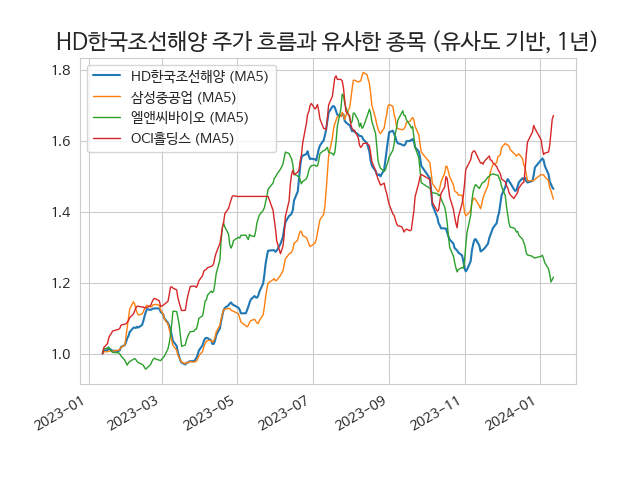 HD한국조선해양 주가 흐름과 유사한 종목 (유사도 기반, 1년)
HD한국조선해양 (MA5)
삼성중공업 (MA5)
엘앤씨바이오 (MA5)
OCI홀딩스 (MA5)
1.8
1.6
1.4
1.2
1.0
2023-01
2023-03
2023-05
2023-07
2023-09
2023-11
2024-01